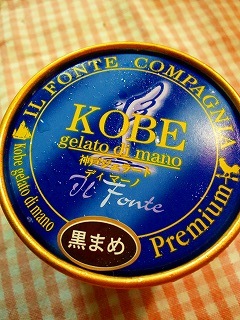 IL FONTE COMPAGNIA
KOBE
gelato di mano
神戸ジェラート
ディ マーノ
Il Fonte
黒まめ
Kobe gelato di mano
Premium